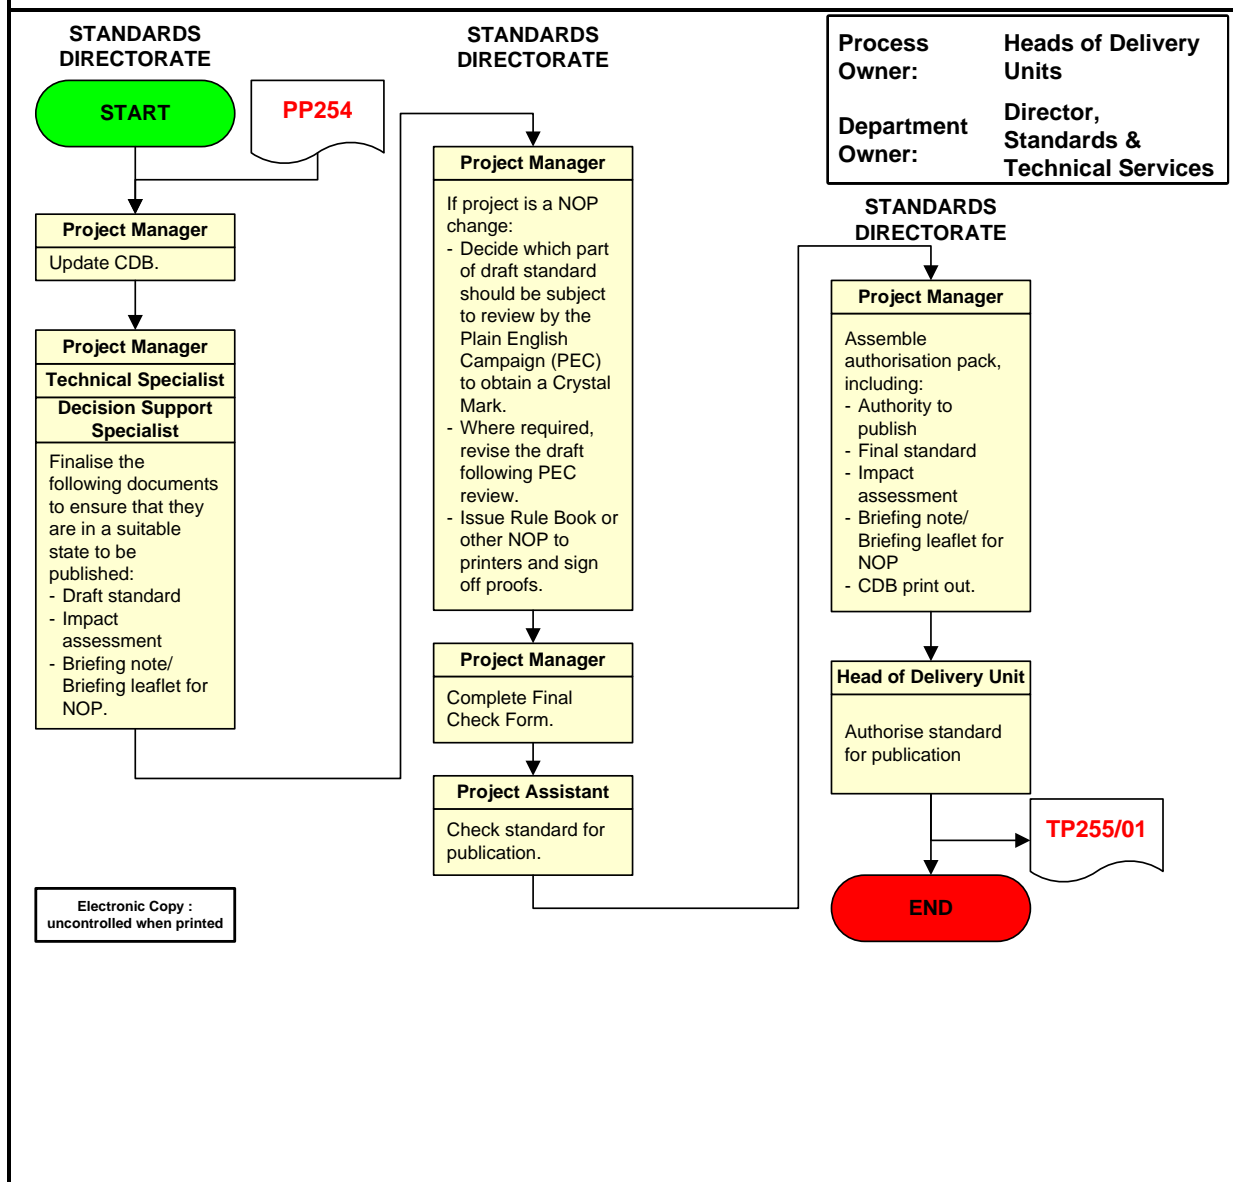 STANDARDS
DIRECTORATE
START
PP254
Project Manager
Update CDB.
Project Manager
Technical Specialist
Decision Support
Specialist
Finalise the
following documents
to ensure that they
are in a suitable
state to be
published:
- Draft standard
- Impact
assessment
- Briefing note/
Briefing leaflet for
NOP.
Electronic Copy :
uncontrolled when printed
STANDARDS
DIRECTORATE
Project Manager
If project is a NOP
change:
- Decide which part
of draft standard
should be subject
to review by the
Plain English
Campaign (PEC)
to obtain a Crystal
Mark.
- Where required,
revise the draft
following PEC
review.
- Issue Rule Book or
other NOP to
printers and sign
off proofs.
Project Manager
Complete Final
Check Form.
Project Assistant
Check standard for
publication.
Process
Owner:
Heads of Delivery
Units
Department
Owner:
Director,
Standards &
Technical Services
STANDARDS
DIRECTORATE
Project Manager
Assemble
authorisation pack,
including:
- Authority to
publish
- Final standard
- Impact
assessment
- Briefing note/
Briefing leaflet for
NOP
- CDB print out.
Head of Delivery Unit
Authorise standard
for publication
TP255/01
END